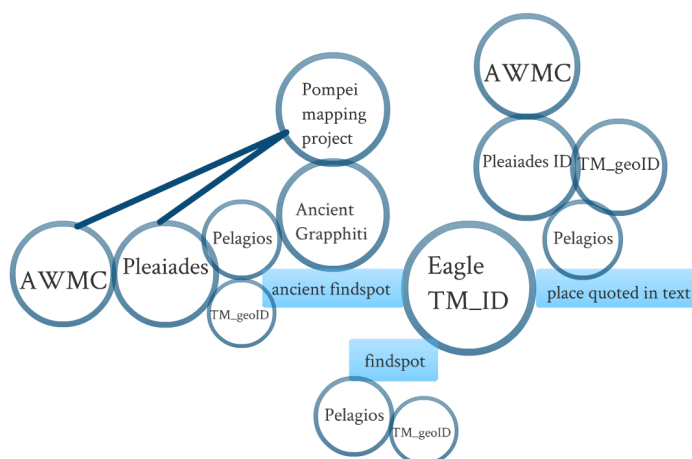 Pompei
mapping
project
Ancient
Grapphiti
AWMC
Pleaiades
Pelagios
TM_geoID
ancient findspot
Eagle
TM_ID
findspot
Pelagios
TM_geoID
AWMC
Pleaiades ID
TM_geoID
Pelagios
place quoted in text